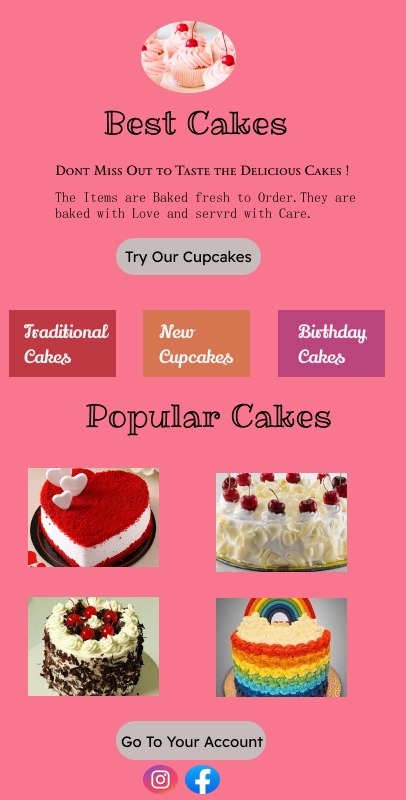 Best Cakes
Dont Miss Out to Taste the Delicious Cakes !
The Items are Baked fresh to Order.They are
baked with Love and servrd with Care.
Try Our Cupcakes
Traditional
Cakes
New
Cupcakes
Birthday
Cakes
Popular Cakes
Go To Your Account